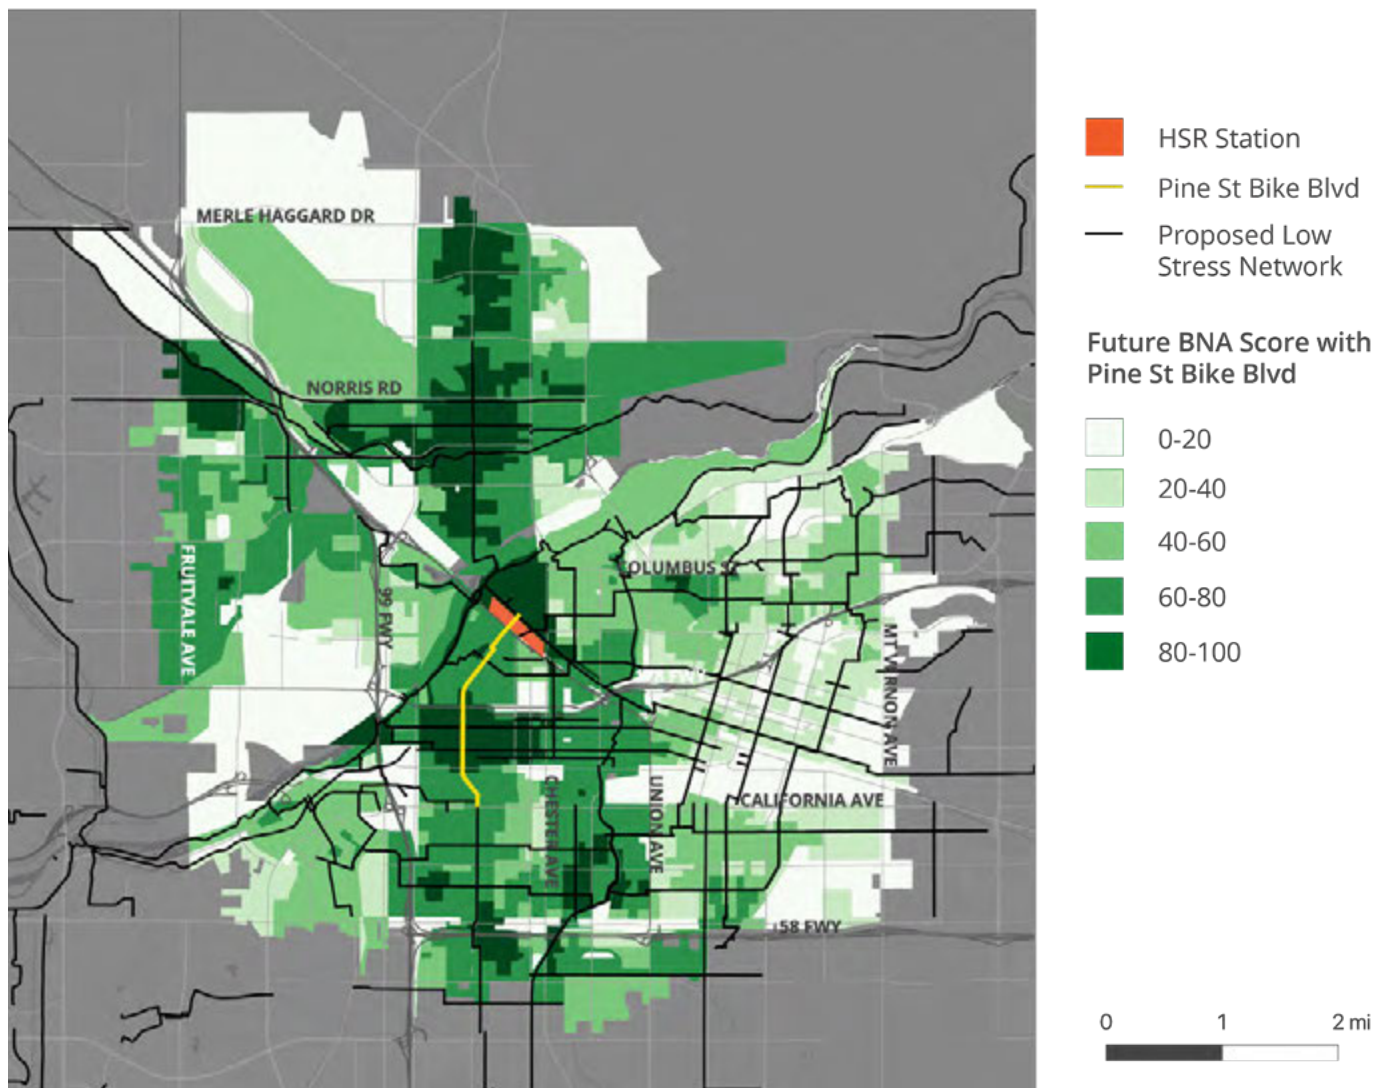 MERLE HAGGARD DR
NORRIS RD
FRUITVALE AVE
99 FWY
OLUMBUS ST
MT V RNON AVE
CALIFORNIA AVE
CHESTER AVE
UNION AVE
58 FWY
HSR Station
Pine St Bike Blvd
Proposed Low
Stress Network
Future BNA Score with
Pine St Bike Blvd
0-20
20-40
40-60
60-80
80-100
0 1 2 mi